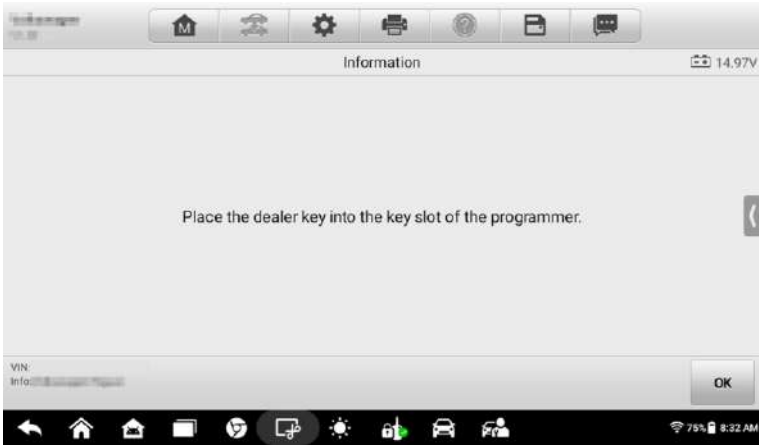 M
Information
14.97V
Place the dealer key into the key slot of the programmer.
VIN:
Info:
OK
75% 8:32 AM